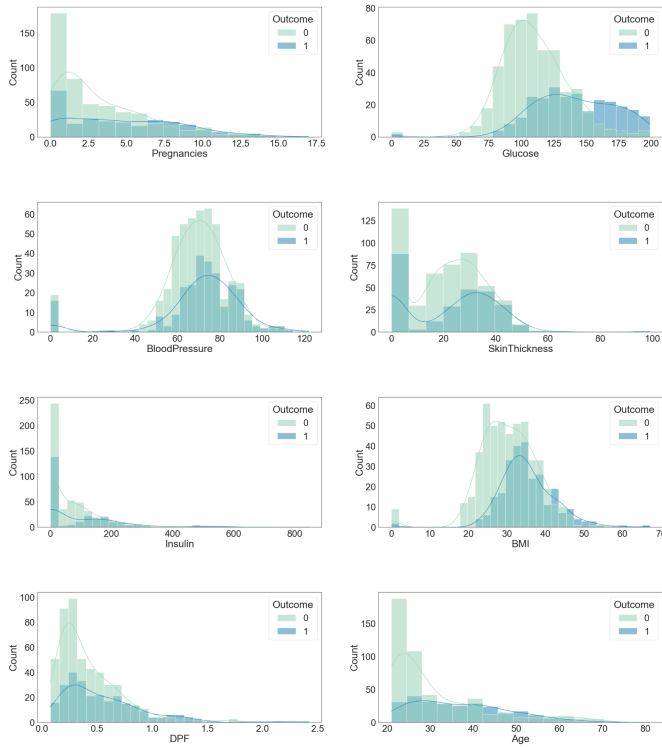 Outcome
0
1
Count
150
100
50
0
0.0 2.5 5.0 7.5 10.0 12.5 15.0 17.5
Pregnancies
Outcome
0
1
Count
80
60
40
20
0
0 25 50 75 100 125 150 175 200
Glucose
Outcome
0
1
Count
60
50
40
30
20
10
0
0 20 40 60 80 100 120
BloodPressure
Outcome
0
1
Count
125
100
75
50
25
0
0 20 40 60 80 100
SkinThickness
Outcome
0
1
Count
250
200
150
100
50
0
0 200 400 600 800
Insulin
Outcome
0
1
Count
60
50
40
30
20
10
0
0 10 20 30 40 50 60 70
BMI
Outcome
0
1
Count
100
80
60
40
20
0
0.0 0.5 1.0 1.5 2.0 2.5
DPF
Outcome
0
1
Count
150
100
50
0
20 30 40 50 60 70 80
Age